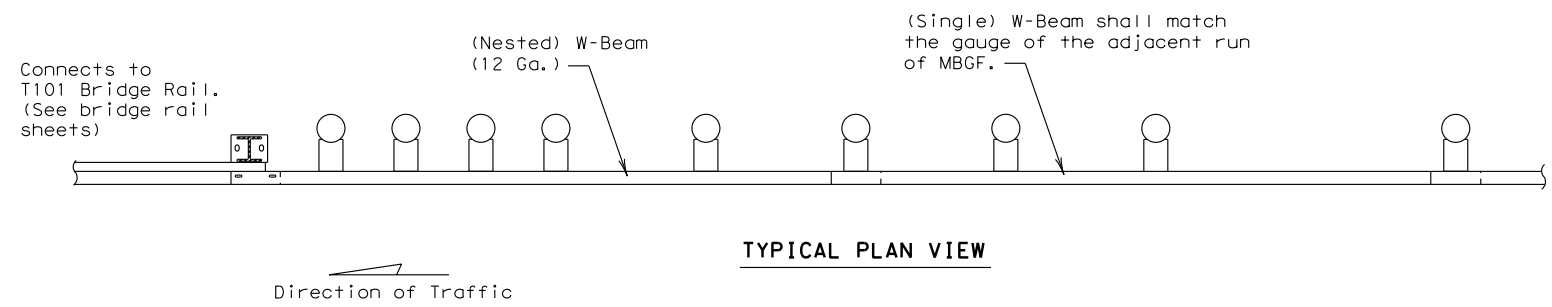 (Single) W-Beam shall match
the gauge of the adjacent run
of MBGF.
(Nested) W-Beam
(12 Ga.)
Connects to
T101 Bridge Rail.
(See bridge rail
sheets)
TYPICAL PLAN VIEW
Direction of Traffic